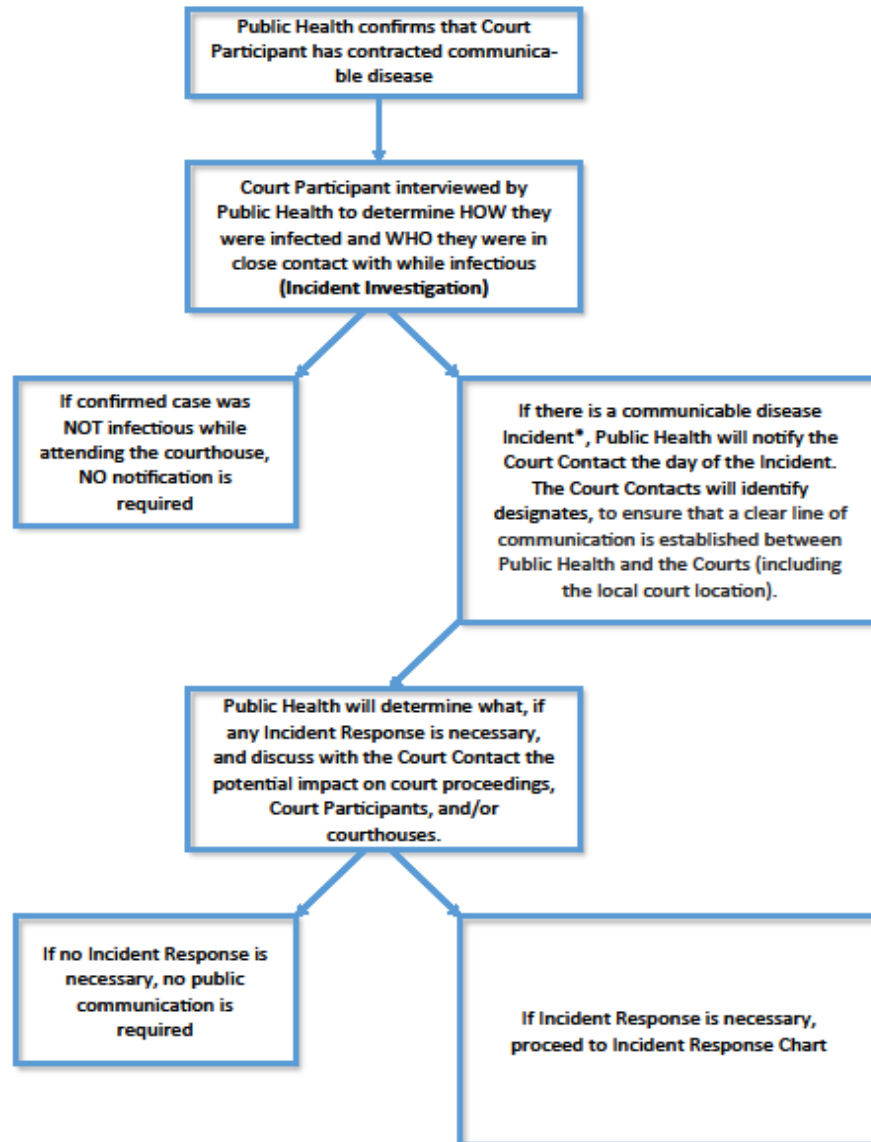 Public Health confirms that Court
Participant has contracted communica-
ble disease
Court Participant interviewed by
Public Health to determine HOW they
were infected and WHO they were in
close contact with while infectious
(Incident Investigation)
If confirmed case was
NOT infectious while
attending the courthouse,
NO notification is
required
If there is a communicable disease
Incident*, Public Health will notify the
Court Contact the day of the Incident.
The Court Contacts will identify
designates, to ensure that a clear line of
communication is established between
Public Health and the Courts (including
the local court location).
Public Health will determine what, if
any Incident Response is necessary,
and discuss with the Court Contact the
potential impact on court proceedings,
Court Participants, and/or
courthouses.
If no Incident Response is
necessary, no public
communication is
required
If Incident Response is necessary,
proceed to Incident Response Chart